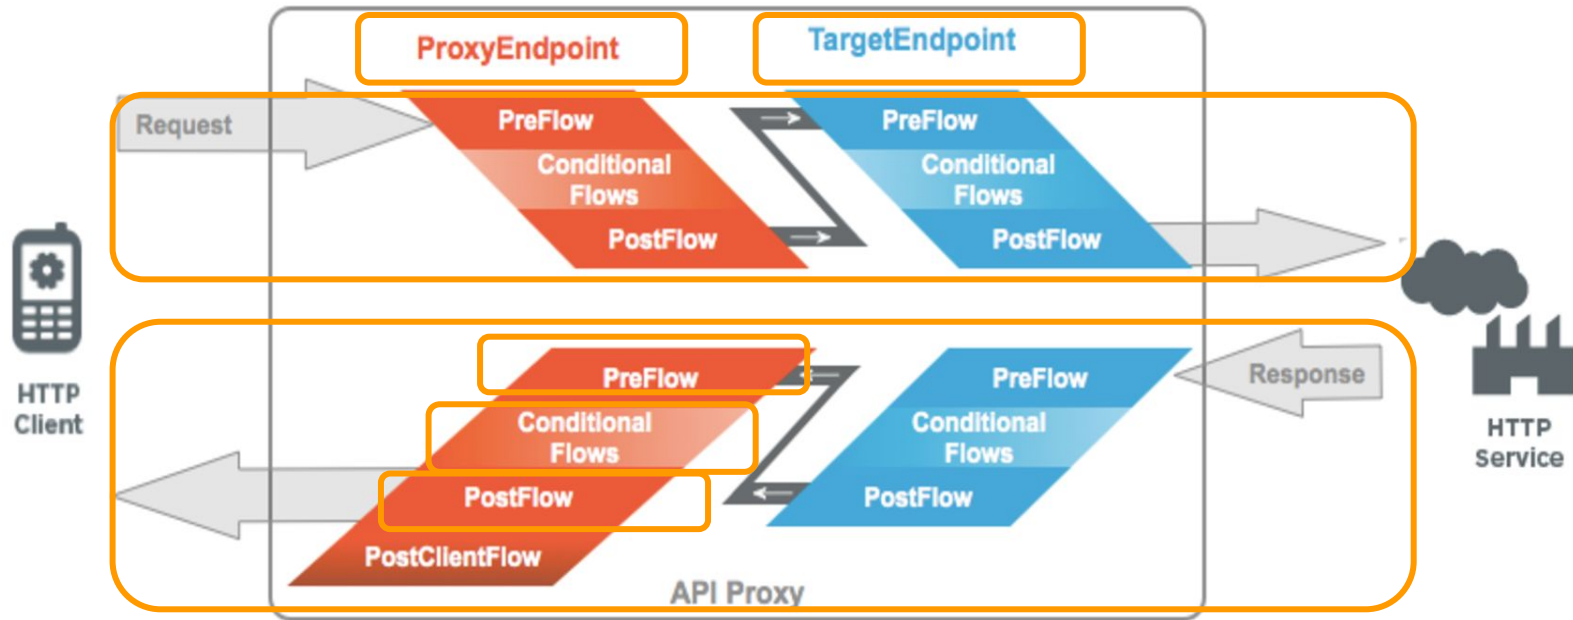 ProxyEndpoint
TargetEndpoint
Request
PreFlow
Conditional
Flows
PostFlow
PreFlow
Conditional
Flows
PostFlow
HTTP
Client
PreFlow
Conditional
Flows
PostFlow
PostClientFlow
PreFlow
Conditional
Flows
PostFlow
Response
HTTP
Service
API Proxy